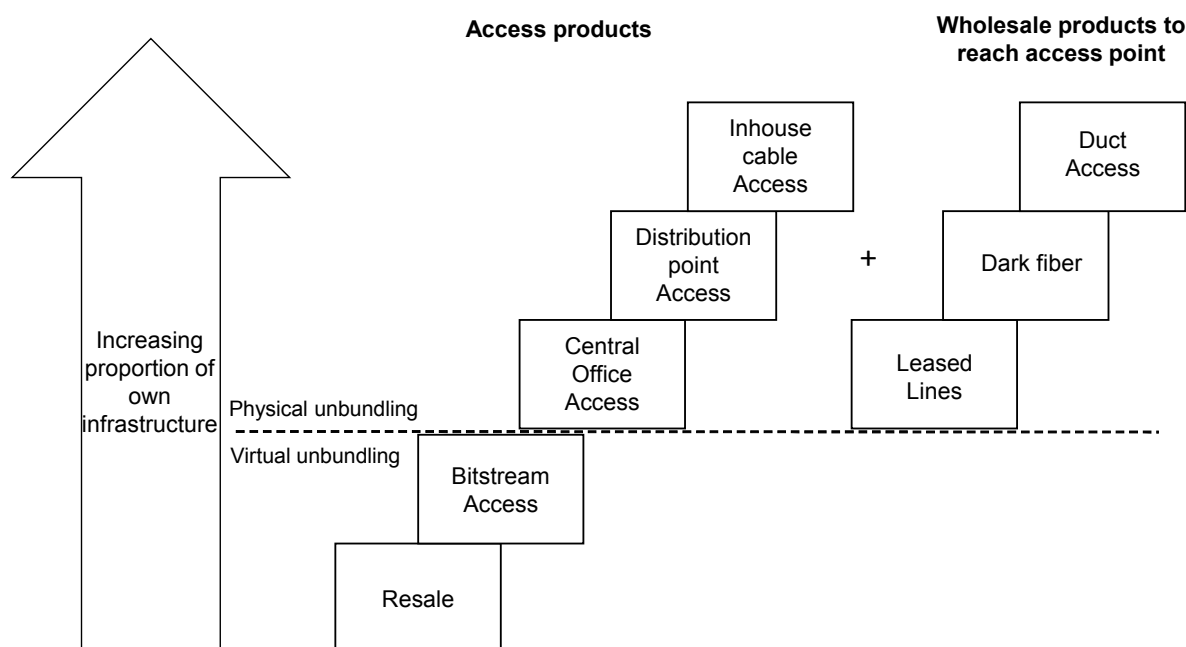 Access products
Wholesale products to
reach access point
Inhouse
cable
Access
Duct
Access
Distribution
point
Access
+
Dark fiber
Increasing
proportion of
own
infrastructure
Central
Office
Access
Leased
Lines
Physical unbundling
Virtual unbundling
Bitstream
Access
Resale